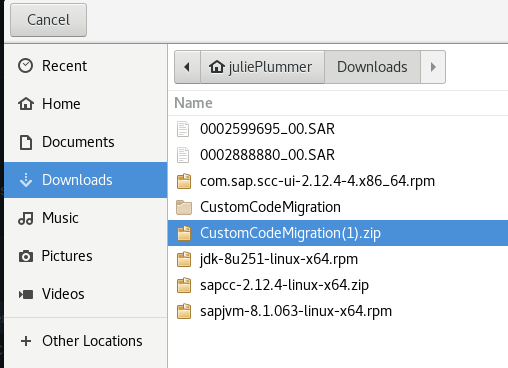 Cancel
Recent
Home
Documents
Downloads
Music
Pictures
Videos
Other Locations
juliePlummer
Downloads
Name
0002599695_00.SAR
0002888880_00.SAR
com.sap.scc-ui-2.12.4-4.x86_64.rpm
CustomCodeMigration
CustomCodeMigration(1).zip
jdk-8u251-linux-x64.rpm
sapcc-2.12.4-linux-x64.zip
sapjvm-8.1.063-linux-x64.rpm